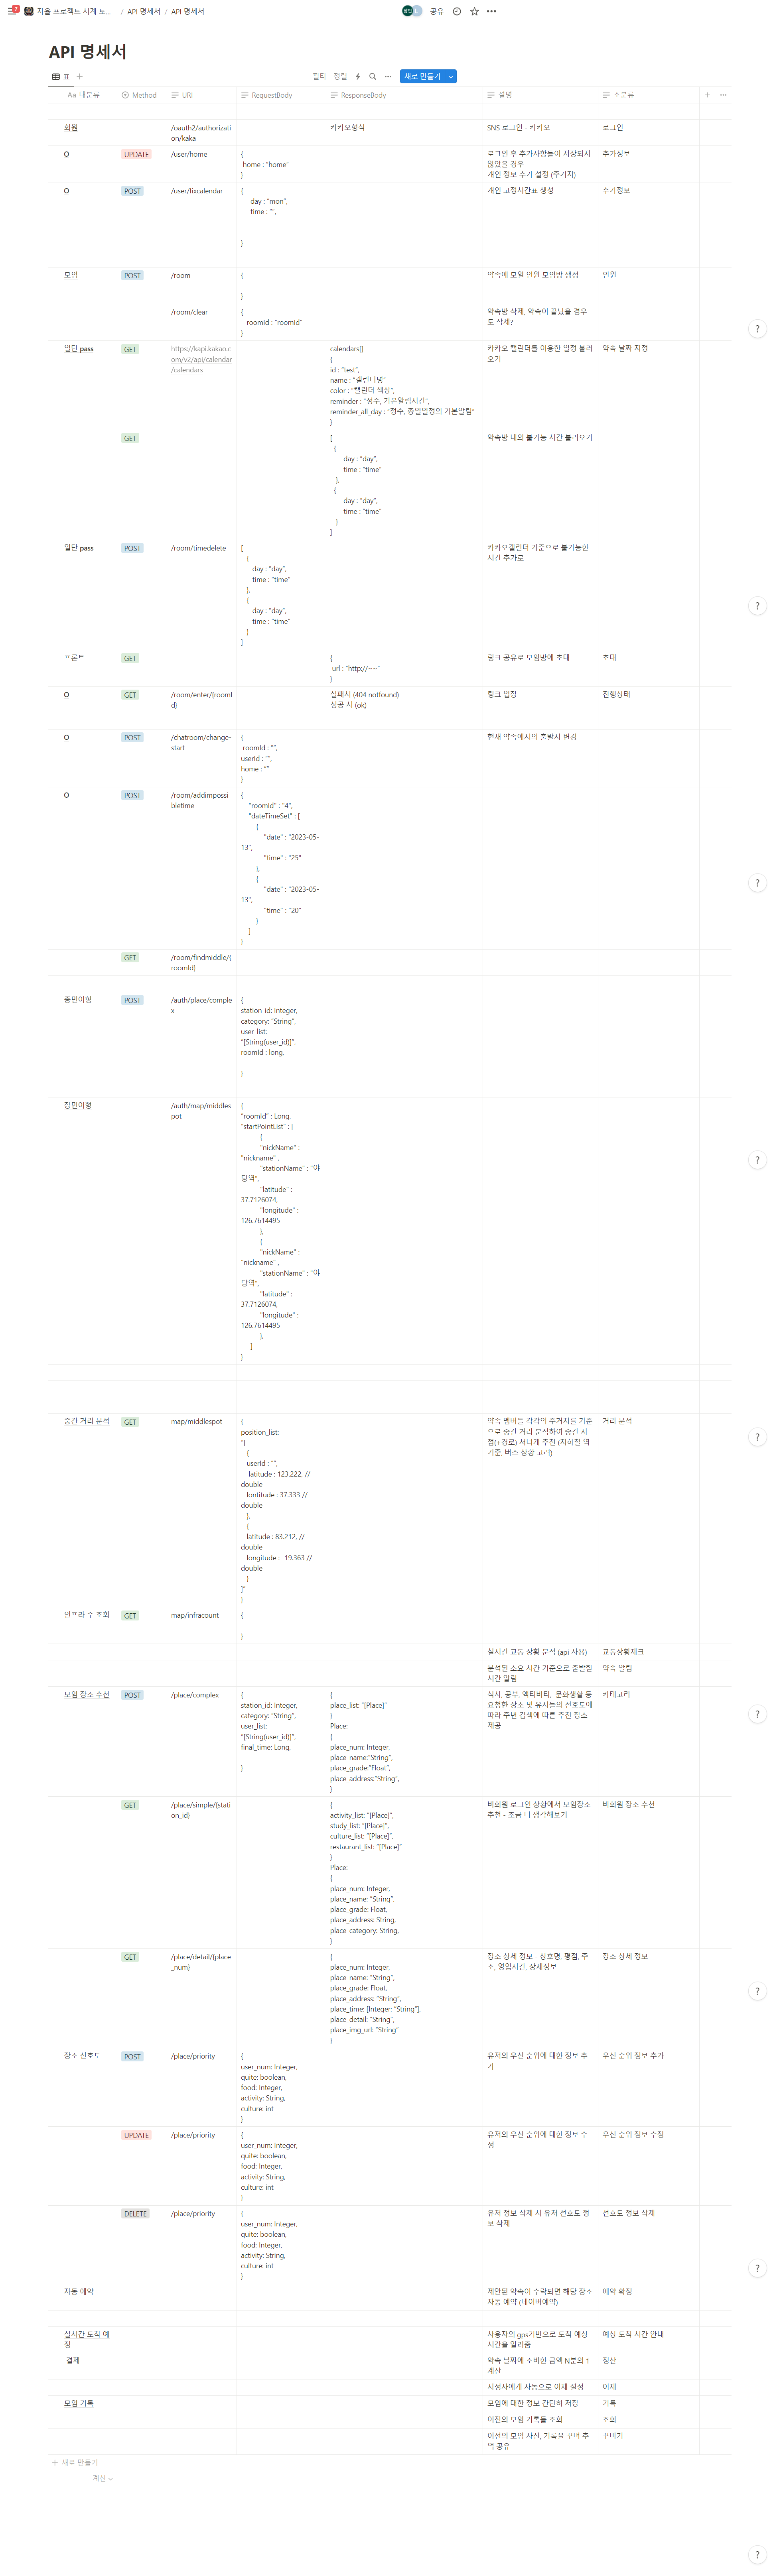 7
자율 프로젝트 시계 토... / API 명세서 / API 명세서
공유
API 명세서
표
필터 정렬 새로 만들기
Aa 대분류 Method URI RequestBody ResponseBody 설명 소분류
회원 /oauth2/authorizati 카카오형식 SNS 로그인 - 카카오 로그인
on/kaka
O UPDATE /user/home { 로그인 후 추가사항들이 저장되지 추가정보
home : "home" 않았을 경우
} 개인 정보 추가 설정 (주거지)
O POST /user/fixcalendar { 개인 고정시간표 생성 추가정보
day : "mon",
time : "",
}
모임 POST /room { 약속에 모일 인원 모임방 생성 인원
}
/room/clear { 약속방 삭제, 약속이 끝났을 경우
roomId : "roomId" 도 삭제?
}
일단 pass GET https://kapi.kakao.c calendars[] 카카오 캘린더를 이용한 일정 불러 약속 날짜 지정
om/v2/api/calendar { 오기
/calendars id : "test",
name : "캘린더명"
color : "캘린더 색상",
reminder : "정수, 기본알림시간",
reminder_all_day : "정수, 종일일정의 기본알림"
}
GET [ 약속방 내의 불가능 시간 불러오기
{
day : "day",
time : "time"
},
{
day : "day",
time : "time"
}
]
일단 pass POST /room/timedelete [ 카카오캘린더 기준으로 불가능한
{ 시간 추가로
day : "day",
time : "time"
},
{
day : "day",
time : "time"
}
]
프론트 GET { 링크 공유로 모임방에 초대 초대
url : "http://~~"
}
O GET /room/enter/{roomI 실패시 (404 notfound) 링크 입장 진행상태
d} 성공 시 (ok)
O POST /chatroom/change- { 현재 약속에서의 출발지 변경
start roomId : "",
userId : "",
home : ""
}
O POST /room/addimpossi {
bletime "roomId" : "4",
"dateTimeSet" : [
{
"date" : "2023-05-
13",
"time" : "25"
},
{
"date" : "2023-05-
13",
"time" : "20"
}
]
}
GET /room/findmiddle/{
roomId}
종민이형 POST /auth/place/comple {
x station_id: Integer,
category: "String",
user_list:
"[String(user_id)]",
roomId : long,
}
장민이형 /auth/map/middles {
pot "roomId" : Long,
"startPointList" : [
{
"nickName" :
"nickname" ,
"stationName" : "야
당역",
"latitude" :
37.7126074,
"longitude" :
126.7614495
},
{
"nickName" :
"nickname" ,
"stationName" : "야
당역",
"latitude" :
37.7126074,
"longitude" :
126.7614495
},
]
}
중간 거리 분석 GET map/middlespot { 약속 멤버들 각각의 주거지를 기준 거리 분석
position_list: 으로 중간 거리 분석하여 중간 지
"[ 점(+경로) 서너개 추천 (지하철 역
{ 기준, 버스 상황 고려)
userId : "",
latitude : 123.222, //
double
lontitude : 37.333 //
double
},
{
latitude : 83.212, //
double
longitude : -19.363 //
double
}
]"
}
인프라 수 조회 GET map/infracount {
}
실시간 교통 상황 분석 (api 사용) 교통상황체크
분석된 소요 시간 기준으로 출발할 약속 알림
시간 알림
모임 장소 추천 POST /place/complex { { 식사, 공부, 액티비티, 문화생활 등 카테고리
station_id: Integer, place_list: "[Place]" 요청한 장소 및 유저들의 선호도에
category: "String", } 따라 주변 검색에 따른 추천 장소
user_list: Place: 제공
"[String(user_id)]", {
final_time: Long, place_num: Integer,
place_name:"String",
} place_grade:"Float",
place_address:"String",
}
GET /place/simple/{stati { 비회원 로그인 상황에서 모임장소 비회원 장소 추천
on_id} activity_list: "[Place]", 추천 - 조금 더 생각해보기
study_list: "[Place]",
culture_list: "[Place]",
restaurant_list: "[Place]"
}
Place:
{
place_num: Integer,
place_name: "String",
place_grade: Float,
place_address: String,
place_category: String,
}
GET /place/detail/{place { 장소 상세 정보 - 상호명, 평점, 주 장소 상세 정보
_num} place_num: Integer, 소, 영업시간, 상세정보
place_name: "String",
place_grade: Float,
place_address: "String",
place_time: [Integer: "String"],
place_detail: "String",
place_img_url: "String"
}
장소 선호도 POST /place/priority { 유저의 우선 순위에 대한 정보 추 우선 순위 정보 추가
user_num: Integer, 가
quite: boolean,
food: Integer,
activity: String,
culture: int
}
UPDATE /place/priority { 유저의 우선 순위에 대한 정보 수 우선 순위 정보 수정
user_num: Integer, 정
quite: boolean,
food: Integer,
activity: String,
culture: int
}
DELETE /place/priority { 유저 정보 삭제 시 유저 선호도 정 선호도 정보 삭제
user_num: Integer, 보 삭제
quite: boolean,
food: Integer,
activity: String,
culture: int
}
자동 예약 제안된 약속이 수락되면 해당 장소 예약 확정
자동 예약 (네이버예약)
실시간 도착 예 사용자의 gps기반으로 도착 예상 예상 도착 시간 안내
정 시간을 알려줌
결제 약속 날짜에 소비한 금액 N분의 1 정산
계산
지정자에게 자동으로 이체 설정 이체
모임 기록 모임에 대한 정보 간단히 저장 기록
이전의 모임 기록들 조회 조회
이전의 모임 사진, 기록을 꾸며 추 꾸미기
억 공유
+ 새로 만들기
계산
?
?
?
?
?
?
?
?
?